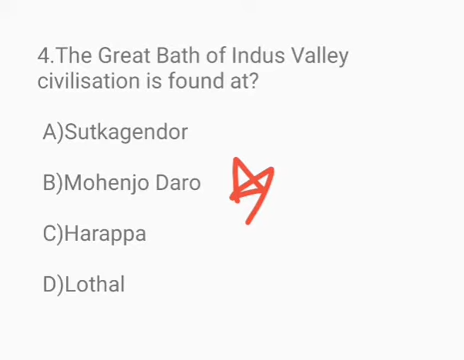 4.The Great Bath of Indus Valley
civilisation is found at?
A)Sutkagendor
B)Mohenjo Daro
C)Harappa
D)Lothal